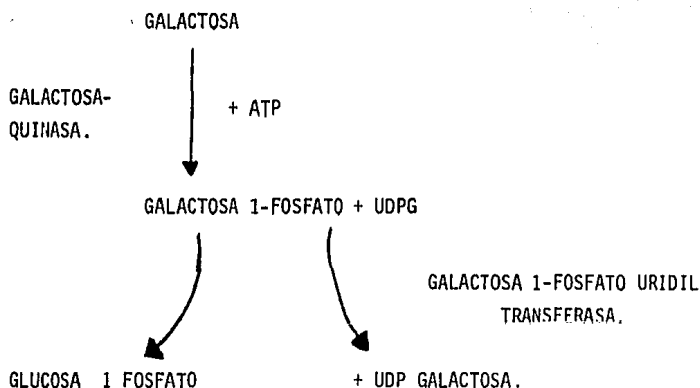 GALACTOSA
GALACTOSA-
QUINASA.
+ ATP
GALACTOSA 1-FOSFATO + UDPG
GALACTOSA 1-FOSFATO URIDIL
TRANSFERASA.
GLUCOSA 1 FOSFATO + UDP GALACTOSA.